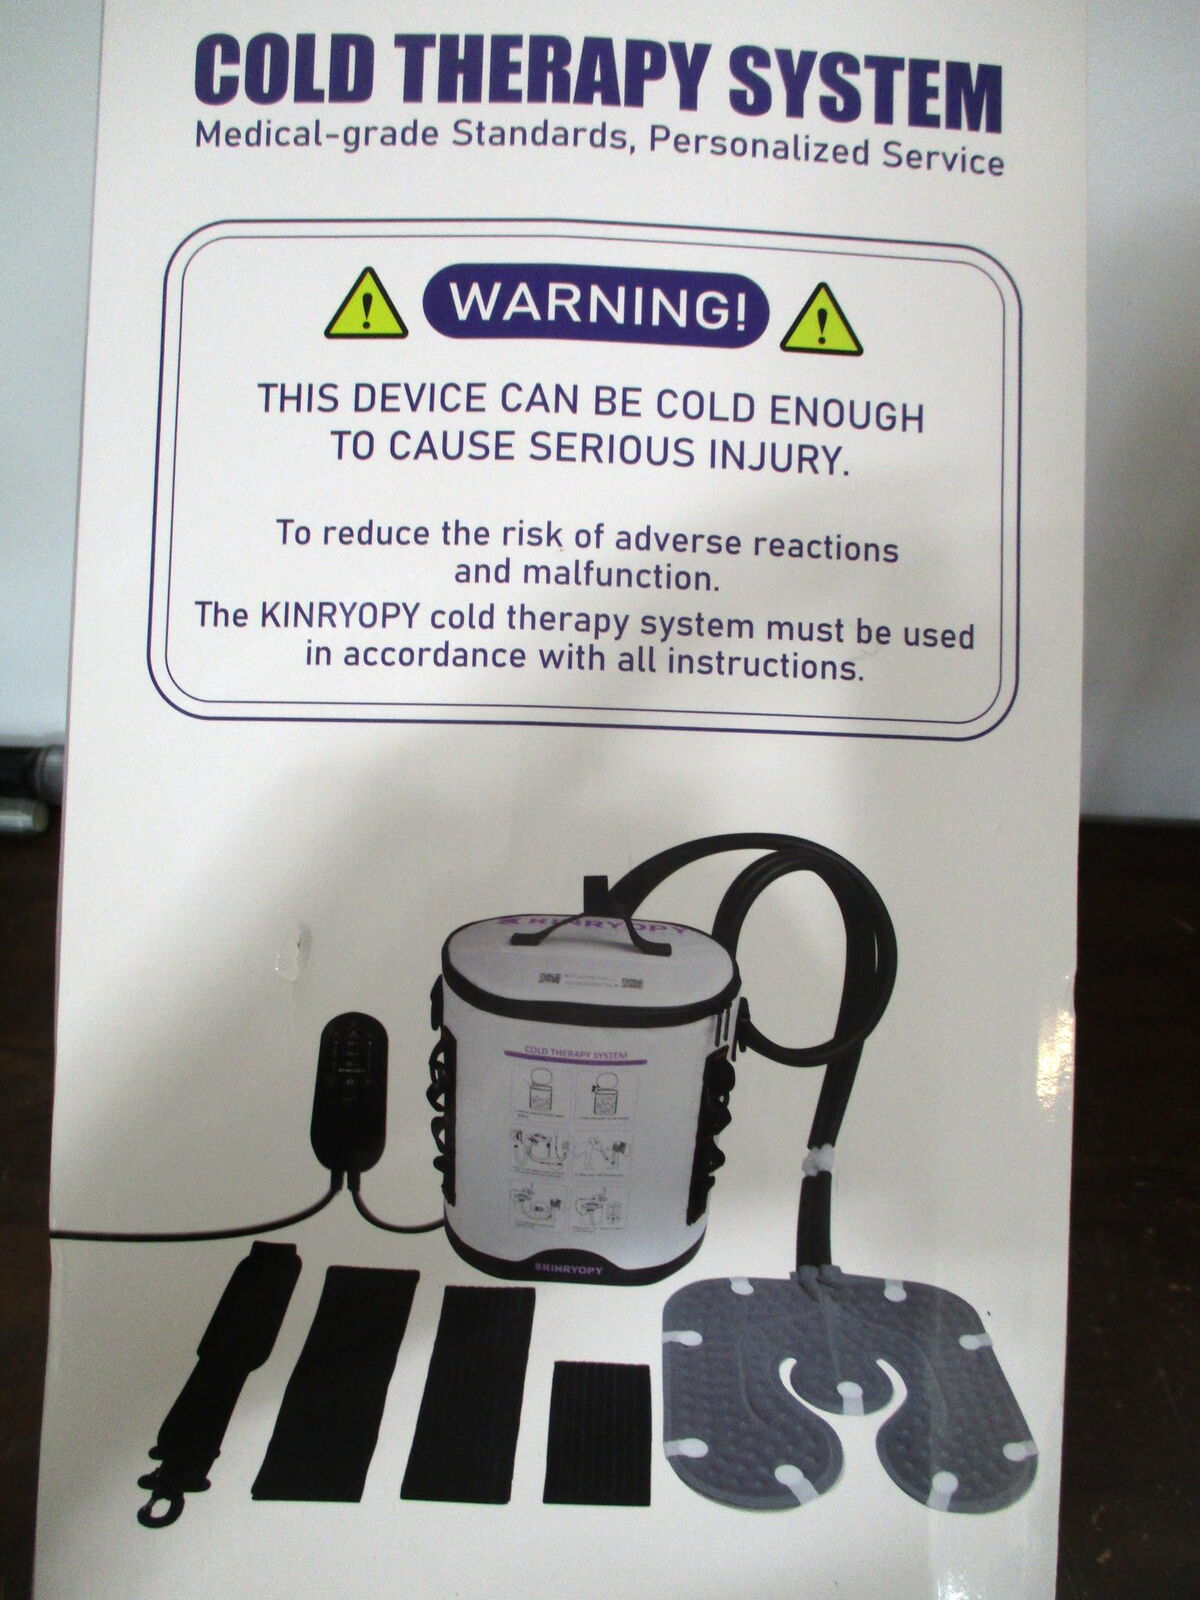 COLD THERAPY SYSTEM
Medical-grade Standards, Personalized Service
WARNING!
THIS DEVICE CAN BE COLD ENOUGH
TO CAUSE SERIOUS INJURY.
To reduce the risk of adverse reactions
and malfunction.
The KINRYOPY cold therapy system must be used
in accordance with all instructions.
KINRYOPY
COLD THERAPY SYSTEM
KINRYOPY